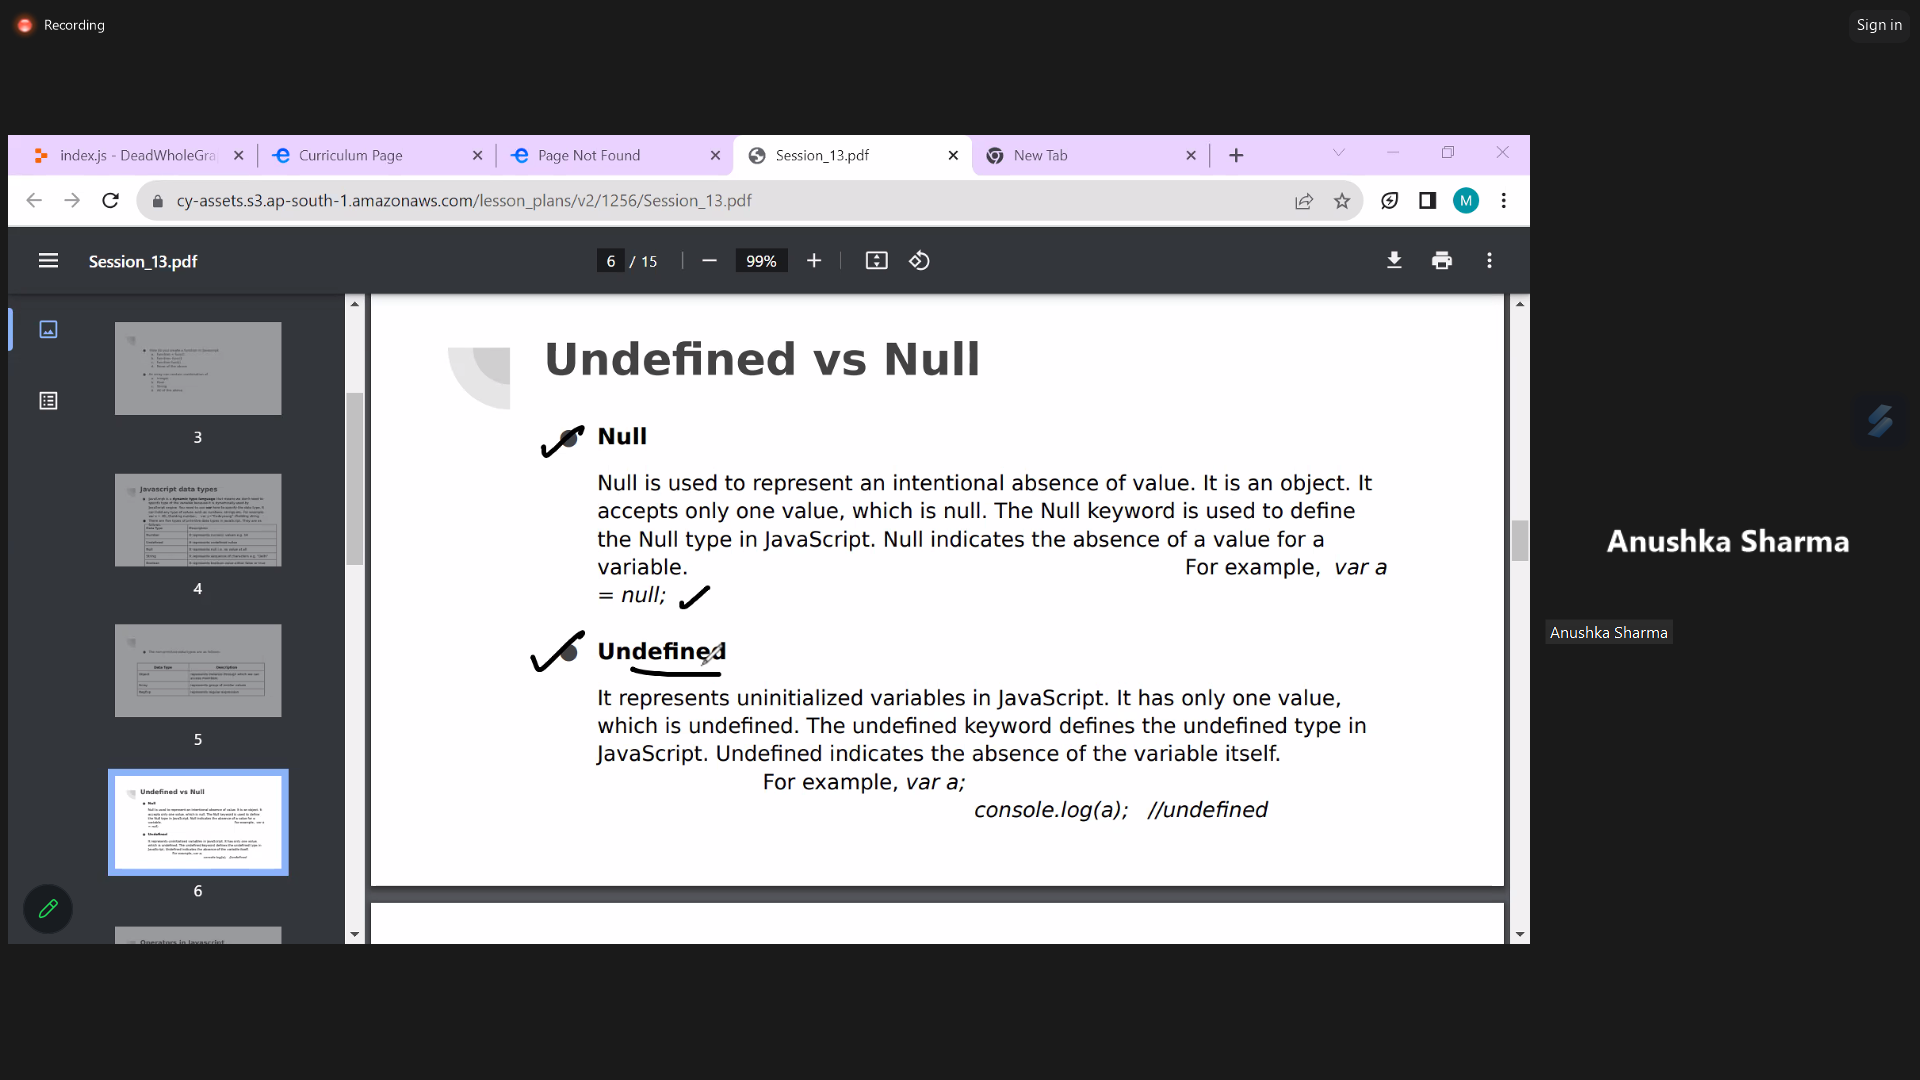 Recording
Sign in
index.js - DeadWholeGra
Curriculum Page
Page Not Found
Session_13.pdf
New Tab
cy-assets.s3.ap-south-1.amazonaws.com/lesson_plans/v2/1256/Session_13.pdf
M
Session_13.pdf
6 / 15
99%
3
Javascript data types
4
5
Undefined vs Null
6
Operators in Javascript
Undefined vs Null
Null
Null is used to represent an intentional absence of value. It is an object. It
accepts only one value, which is null. The Null keyword is used to define
the Null type in JavaScript. Null indicates the absence of a value for a
variable. For example, var a
= null;
Undefined
It represents uninitialized variables in JavaScript. It has only one value,
which is undefined. The undefined keyword defines the undefined type in
JavaScript. Undefined indicates the absence of the variable itself.
For example, var a;
console.log(a); //undefined
Anushka Sharma
Anushka Sharma